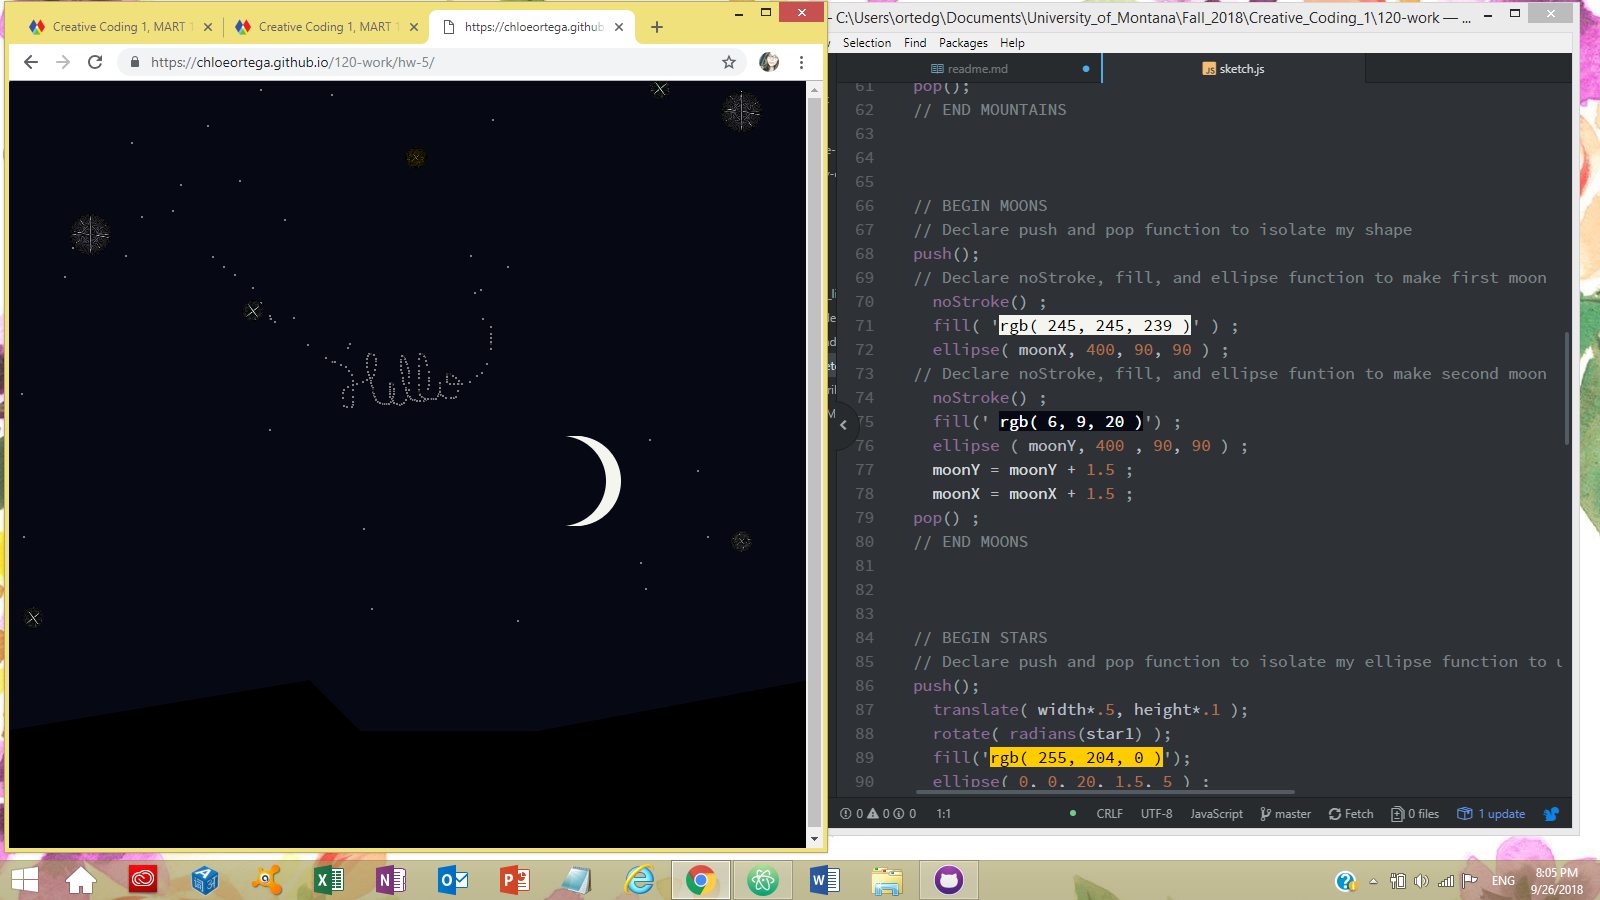 Creative Coding 1, MART 1
Creative Coding 1, MART 1
https://chloeortega.github
https://chloeortega.github.io/120-work/hw-5/
Hello
- C:\Users\ortedg\Documents\University_of_Montana\Fall_2018\Creative_Coding_1\120-work — ...
Selection Find Packages Help
readme.md
sketch.js
61 pop();
62 // END MOUNTAINS
63
64
65
66 // BEGIN MOONS
67 // Declare push and pop function to isolate my shape
68 push();
69 // Declare noStroke, fill, and ellipse function to make first moon
70 noStroke() ;
71 fill( 'rgb( 245, 245, 239 )' ) ;
72 ellipse( moonX, 400, 90, 90 ) ;
73 // Declare noStroke, fill, and ellipse funtion to make second moon
74 noStroke() ;
75 fill(' rgb( 6, 9, 20 )') ;
76 ellipse ( moonY, 400 , 90, 90 ) ;
77 moonY = moonY + 1.5 ;
78 moonX = moonX + 1.5 ;
79 pop() ;
80 // END MOONS
81
82
83
84 // BEGIN STARS
85 // Declare push and pop function to isolate my ellipse function to u
86 push();
87 translate( width*.5, height*.1 );
88 rotate( radians(star1) );
89 fill('rgb( 255, 204, 0 )');
90 ellipse( 0, 0, 20, 1.5, 5 ) ;
0 0 0 1:1 CRLF UTF-8 JavaScript master Fetch 0 files 1 update
ENG
8:05 PM
9/26/2018